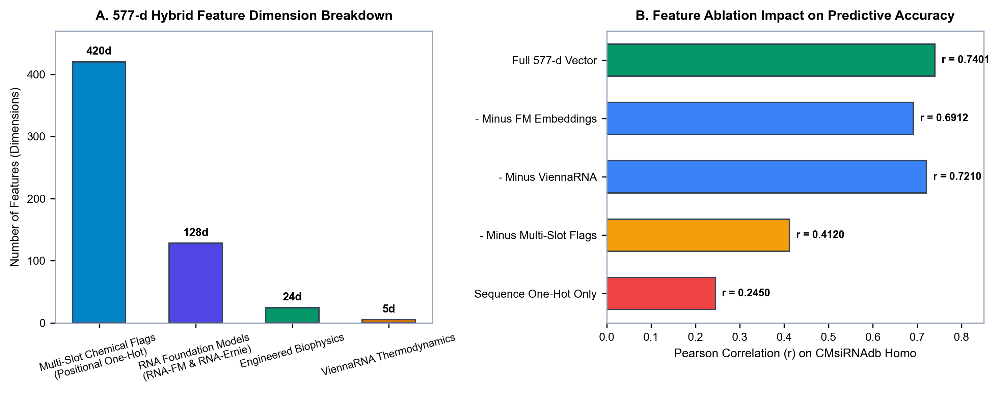 A. 577-d Hybrid Feature Dimension Breakdown
Number of Features (Dimensions)
400
300
200
100
0
420d
128d
24d
5d
Multi-Slot Chemical Flags
(Positional One-Hot)
RNA Foundation Models
(RNA-FM & RNA-Ernie)
Engineered Biophysics
ViennaRNA Thermodynamics
B. Feature Ablation Impact on Predictive Accuracy
Full 577-d Vector
r = 0.7401
- Minus FM Embeddings
r = 0.6912
- Minus ViennaRNA
r = 0.7210
- Minus Multi-Slot Flags
r = 0.4120
Sequence One-Hot Only
r = 0.2450
0.0 0.1 0.2 0.3 0.4 0.5 0.6 0.7 0.8
Pearson Correlation (r) on CMsiRNAdb Homo